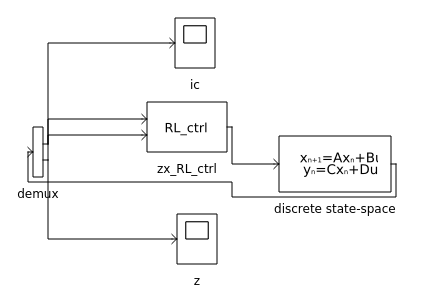 ic
RL_ctrl
zx_RL_ctrl
xₙ₊₁=Axₙ+Bu
yₙ=Cxₙ+Du
demux
discrete state-space
z